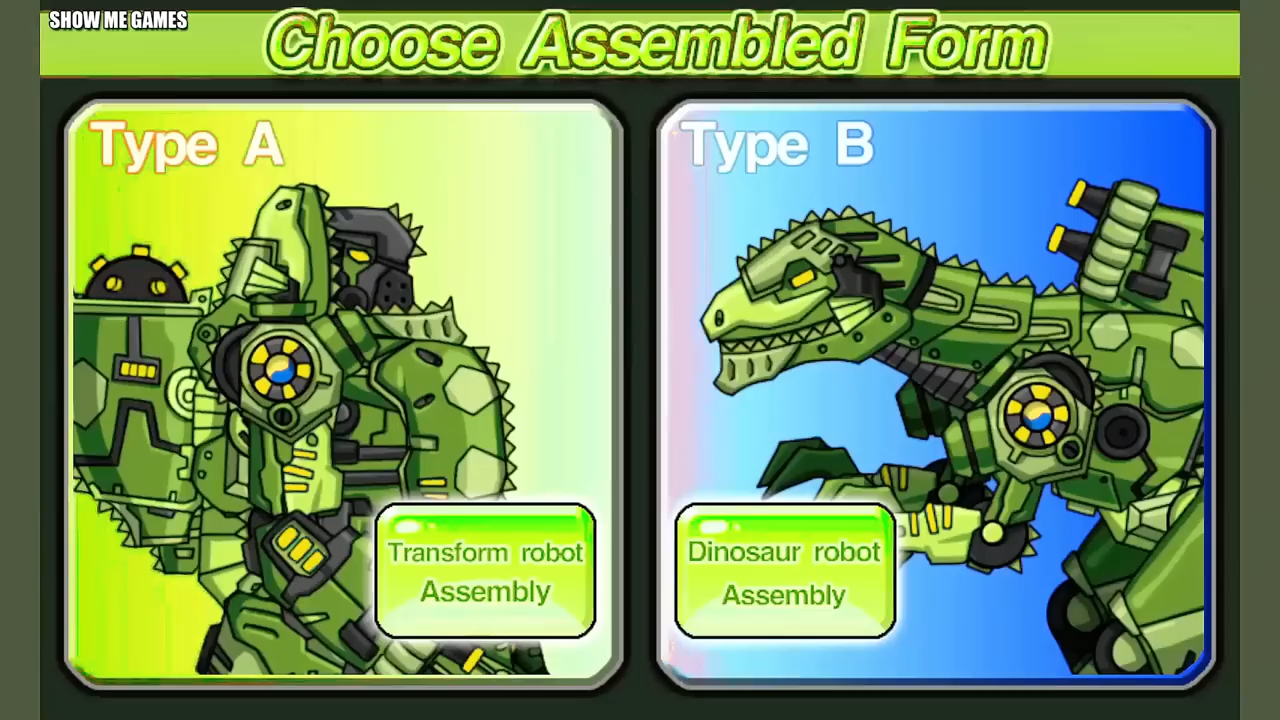 SHOW ME GAMES
Choose Assembled Form
Type A
Type B
Transform robot
Assembly
Dinosaur robot
Assembly